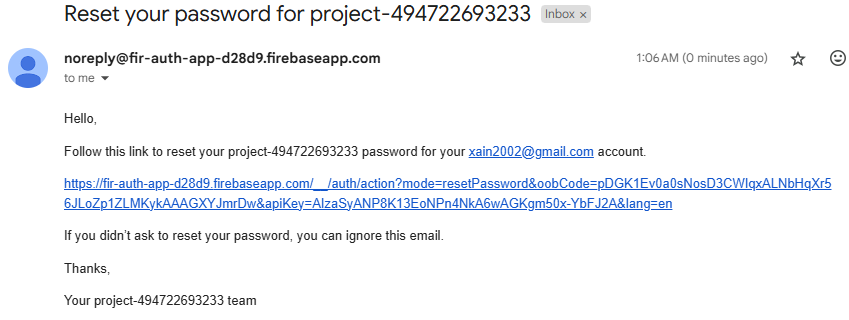 Reset your password for project-494722693233 Inbox ×
noreply@fir-auth-app-d28d9.firebaseapp.com 1:06 AM (0 minutes ago)
to me
Hello,
Follow this link to reset your project-494722693233 password for your xain2002@gmail.com account.
https://fir-auth-app-d28d9.firebaseapp.com/__/auth/action?mode=resetPassword&oobCode=pDGK1Ev0a0sNosD3CWIqxALNbHqXr5
6JLoZp1ZLMKykAAAGXYJmrDw&apiKey=AIzaSyANP8K13EoNPn4NkA6wAGKgm50x-YbFJ2A&lang=en
If you didn’t ask to reset your password, you can ignore this email.
Thanks,
Your project-494722693233 team